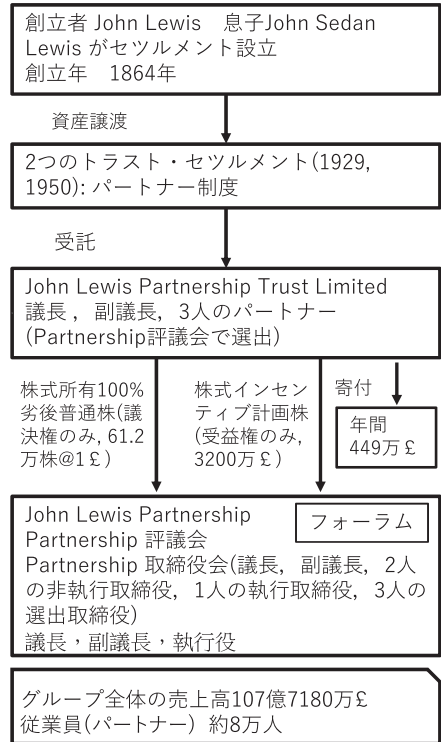 創立者 John Lewis　息子John Sedan
Lewis がセツルメント設立
創立年　1864年
資産譲渡
2つのトラスト・セツルメント(1929,
1950): パートナー制度
受託
John Lewis Partnership Trust Limited
議長，副議長，3人のパートナー
(Partnership評議会で選出)
株式所有100%
劣後普通株(議
決権のみ, 61.2
万株@1￡)
株式インセン
ティブ計画株
(受益権のみ,
3200万￡)
寄付
年間
449万￡
John Lewis Partnership
フォーラム
Partnership 評議会
Partnership 取締役会(議長，副議長，2人
の非執行取締役，1人の執行取締役，3人の
選出取締役)
議長，副議長，執行役
グループ全体の売上高107億7180万￡
従業員(パートナー) 約8万人